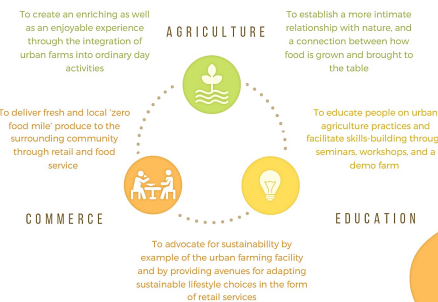 To create an enriching as well
as an enjoyable experience
through the integration of
urban farms into ordinary day
activities
AGRICULTURE
To establish a more intimate
relationship with nature, and
a connection between how
food is grown and brought to
the table
To deliver fresh and local 'zero
food mile' produce to the
surrounding community
through retail and food
service
To educate people on urban
agriculture practices and
facilitate skills-building through
seminars, workshops, and a
demo farm
COMMERCE
EDUCATION
To advocate for sustainability by
example of the urban farming facility
and by providing avenues for adapting
sustainable lifestyle choices in the form
of retail services